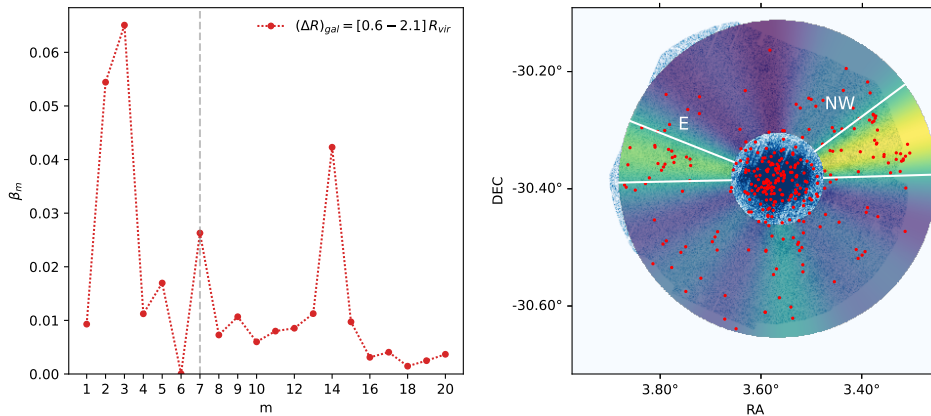 (ΔR)gal = [0.6 − 2.1] Rvir
0.06
0.05
0.04
0.03
0.02
0.01
0.00
βm
1 2 3 4 5 6 7 8 9 10 12 14 16 18 20
m
NW
E
-30.20°
-30.40°
-30.60°
DEC
3.80° 3.60° 3.40°
RA